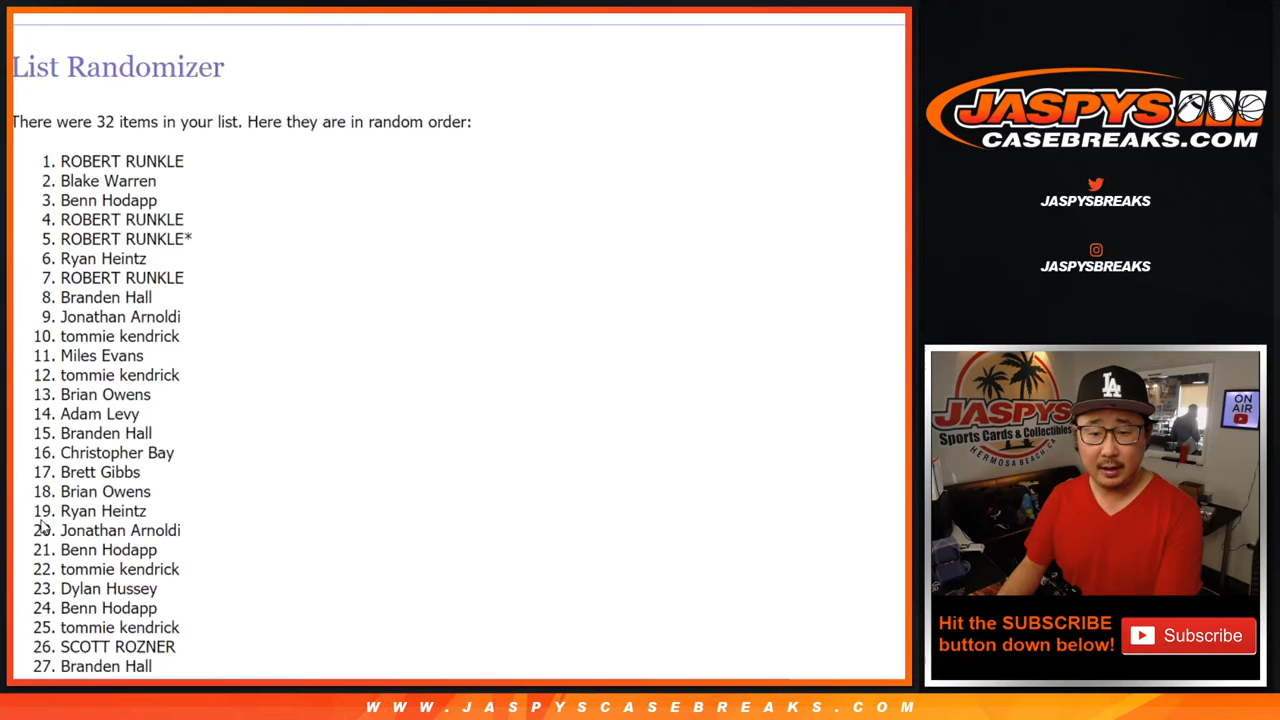 List Randomizer
There were 32 items in your list. Here they are in random order:
1. ROBERT RUNKLE
2. Blake Warren
3. Benn Hodapp
4. ROBERT RUNKLE
5. ROBERT RUNKLE*
6. Ryan Heintz
7. ROBERT RUNKLE
8. Branden Hall
9. Jonathan Arnoldi
10. tommie kendrick
11. Miles Evans
12. tommie kendrick
13. Brian Owens
14. Adam Levy
15. Branden Hall
16. Christopher Bay
17. Brett Gibbs
18. Brian Owens
19. Ryan Heintz
20. Jonathan Arnoldi
21. Benn Hodapp
22. tommie kendrick
23. Dylan Hussey
24. Benn Hodapp
25. tommie kendrick
26. SCOTT ROZNER
27. Branden Hall
JASPYS
CASEBREAKS.COM
JASPYSBREAKS
JASPYSBREAKS
JASPYS
Sports Cards & Collectibles
HERMOSA BEACH, CA
LA
ON
AIR
Hit the SUBSCRIBE
button down below!
Subscribe
WWW.JASPYSCASEBREAKS.COM